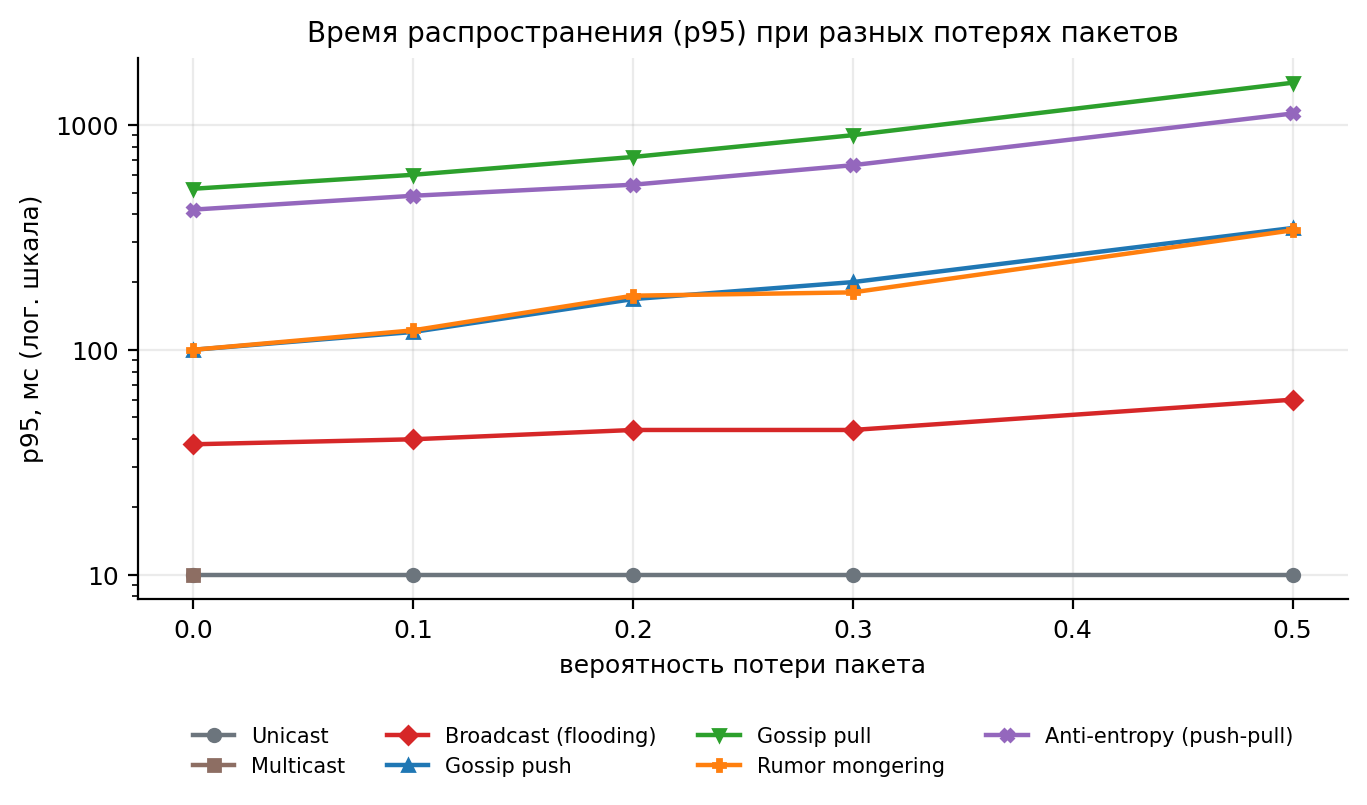 Время распространения (p95) при разных потерях пакетов
p95, мс (лог. шкала)
1000
100
10
0.0 0.1 0.2 0.3 0.4 0.5
вероятность потери пакета
Unicast Broadcast (flooding) Gossip pull Anti-entropy (push-pull)
Multicast Gossip push Rumor mongering